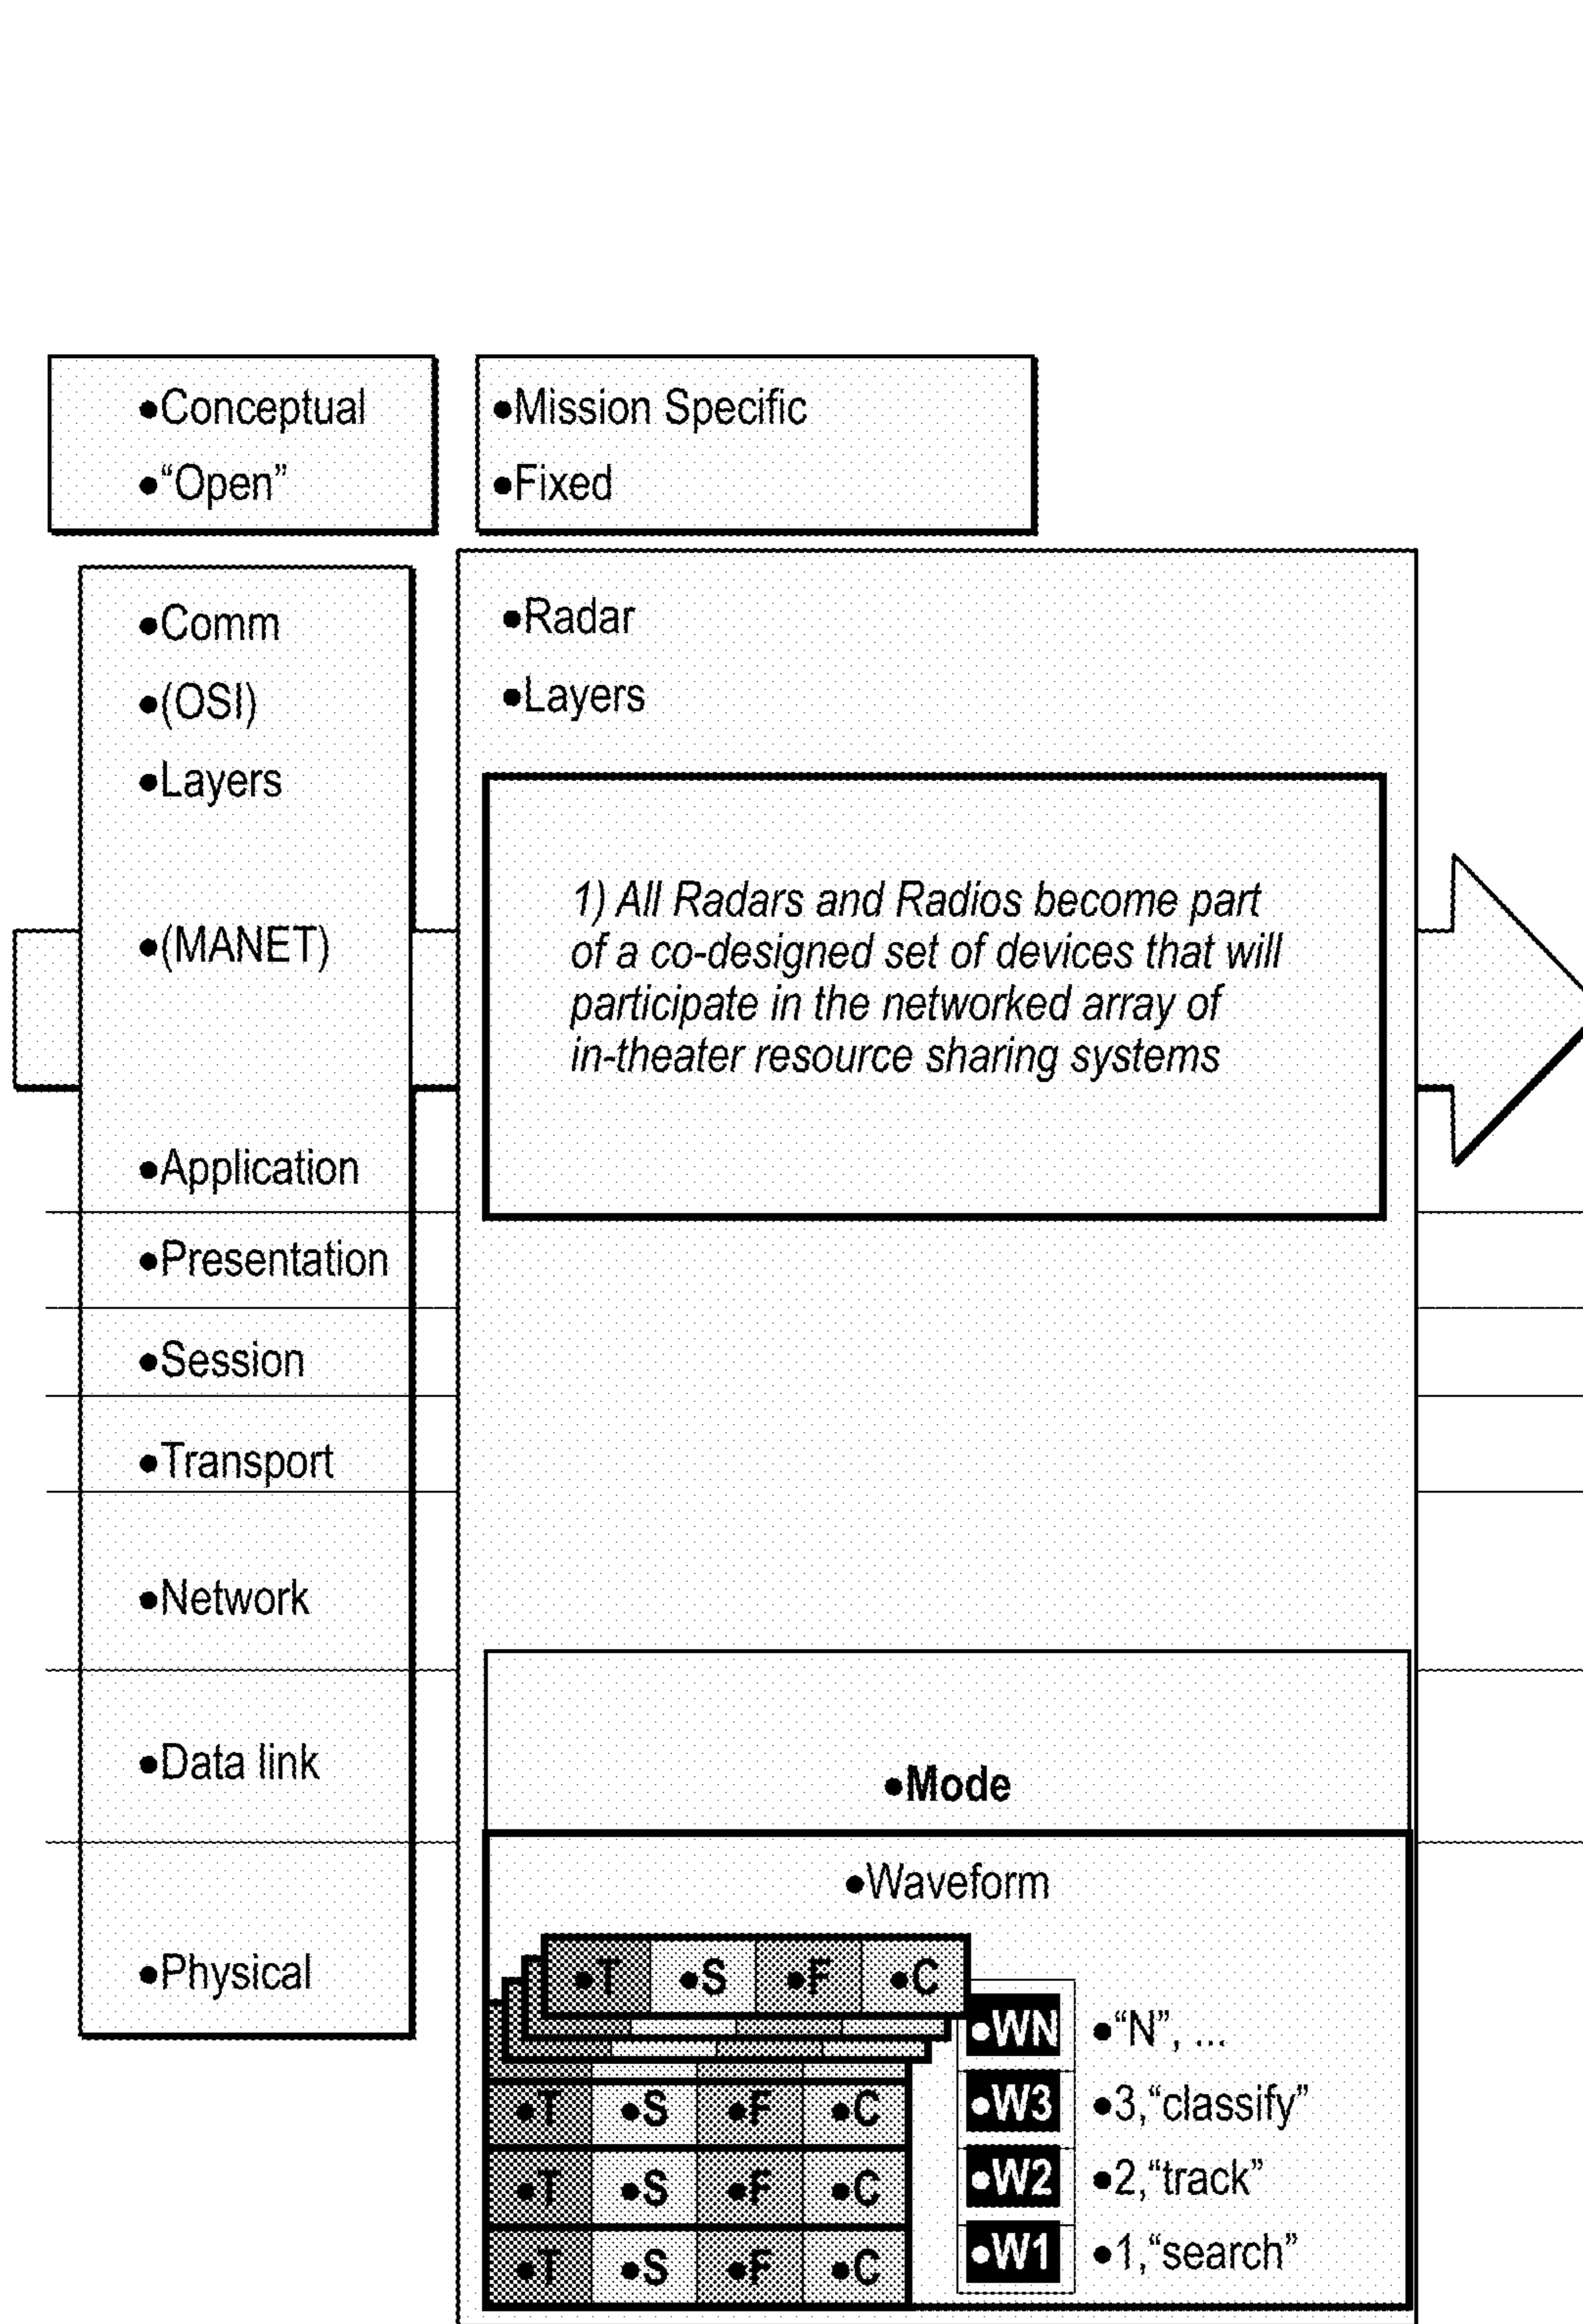 •Conceptual
•“Open”
•Mission Specific
•Fixed
•Comm
•(OSI)
•Layers
•(MANET)
•Application
•Presentation
•Session
•Transport
•Network
•Data link
•Physical
•Radar
•Layers
1) All Radars and Radios become part
of a co-designed set of devices that will
participate in the networked array of
in-theater resource sharing systems
•Mode
•Waveform
•T •S •F •C
•WN •“N”, ...
•T •S •F •C •W3 •3,“classify”
•T •S •F •C •W2 •2,“track”
•T •S •F •C •W1 •1,“search”